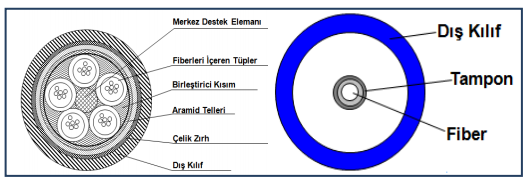 Merkez Destek Elemanı
Fiberleri İçeren Tüpler
Birleştirici Kısım
Aramid Telleri
Çelik Zırh
Dış Kılıf
Dış Kılıf
Tampon
Fiber